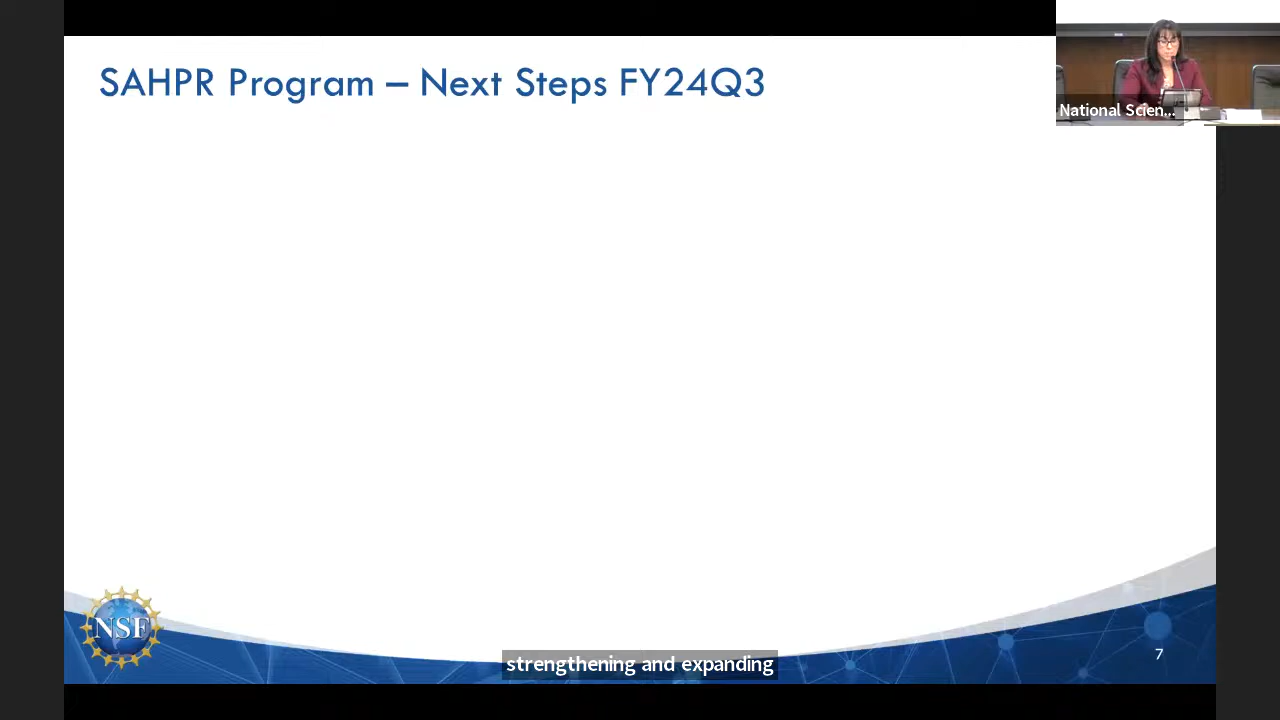 SAHPR Program – Next Steps FY24Q3
National Scien...
NSF
7
strengthening and expanding